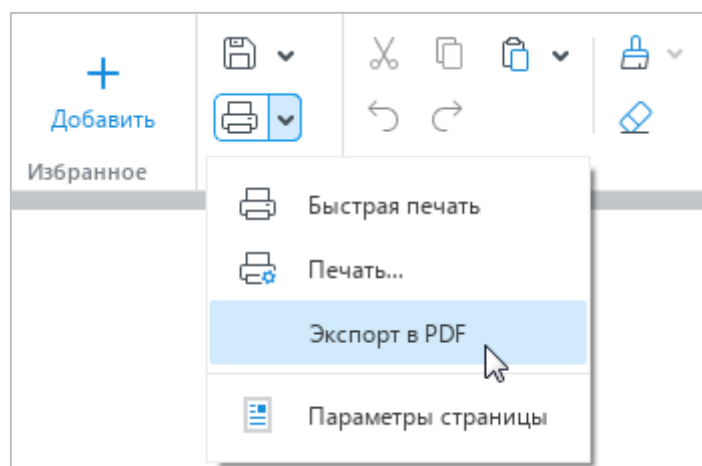 Добавить
Избранное
Быстрая печать
Печать...
Экспорт в PDF
Параметры страницы